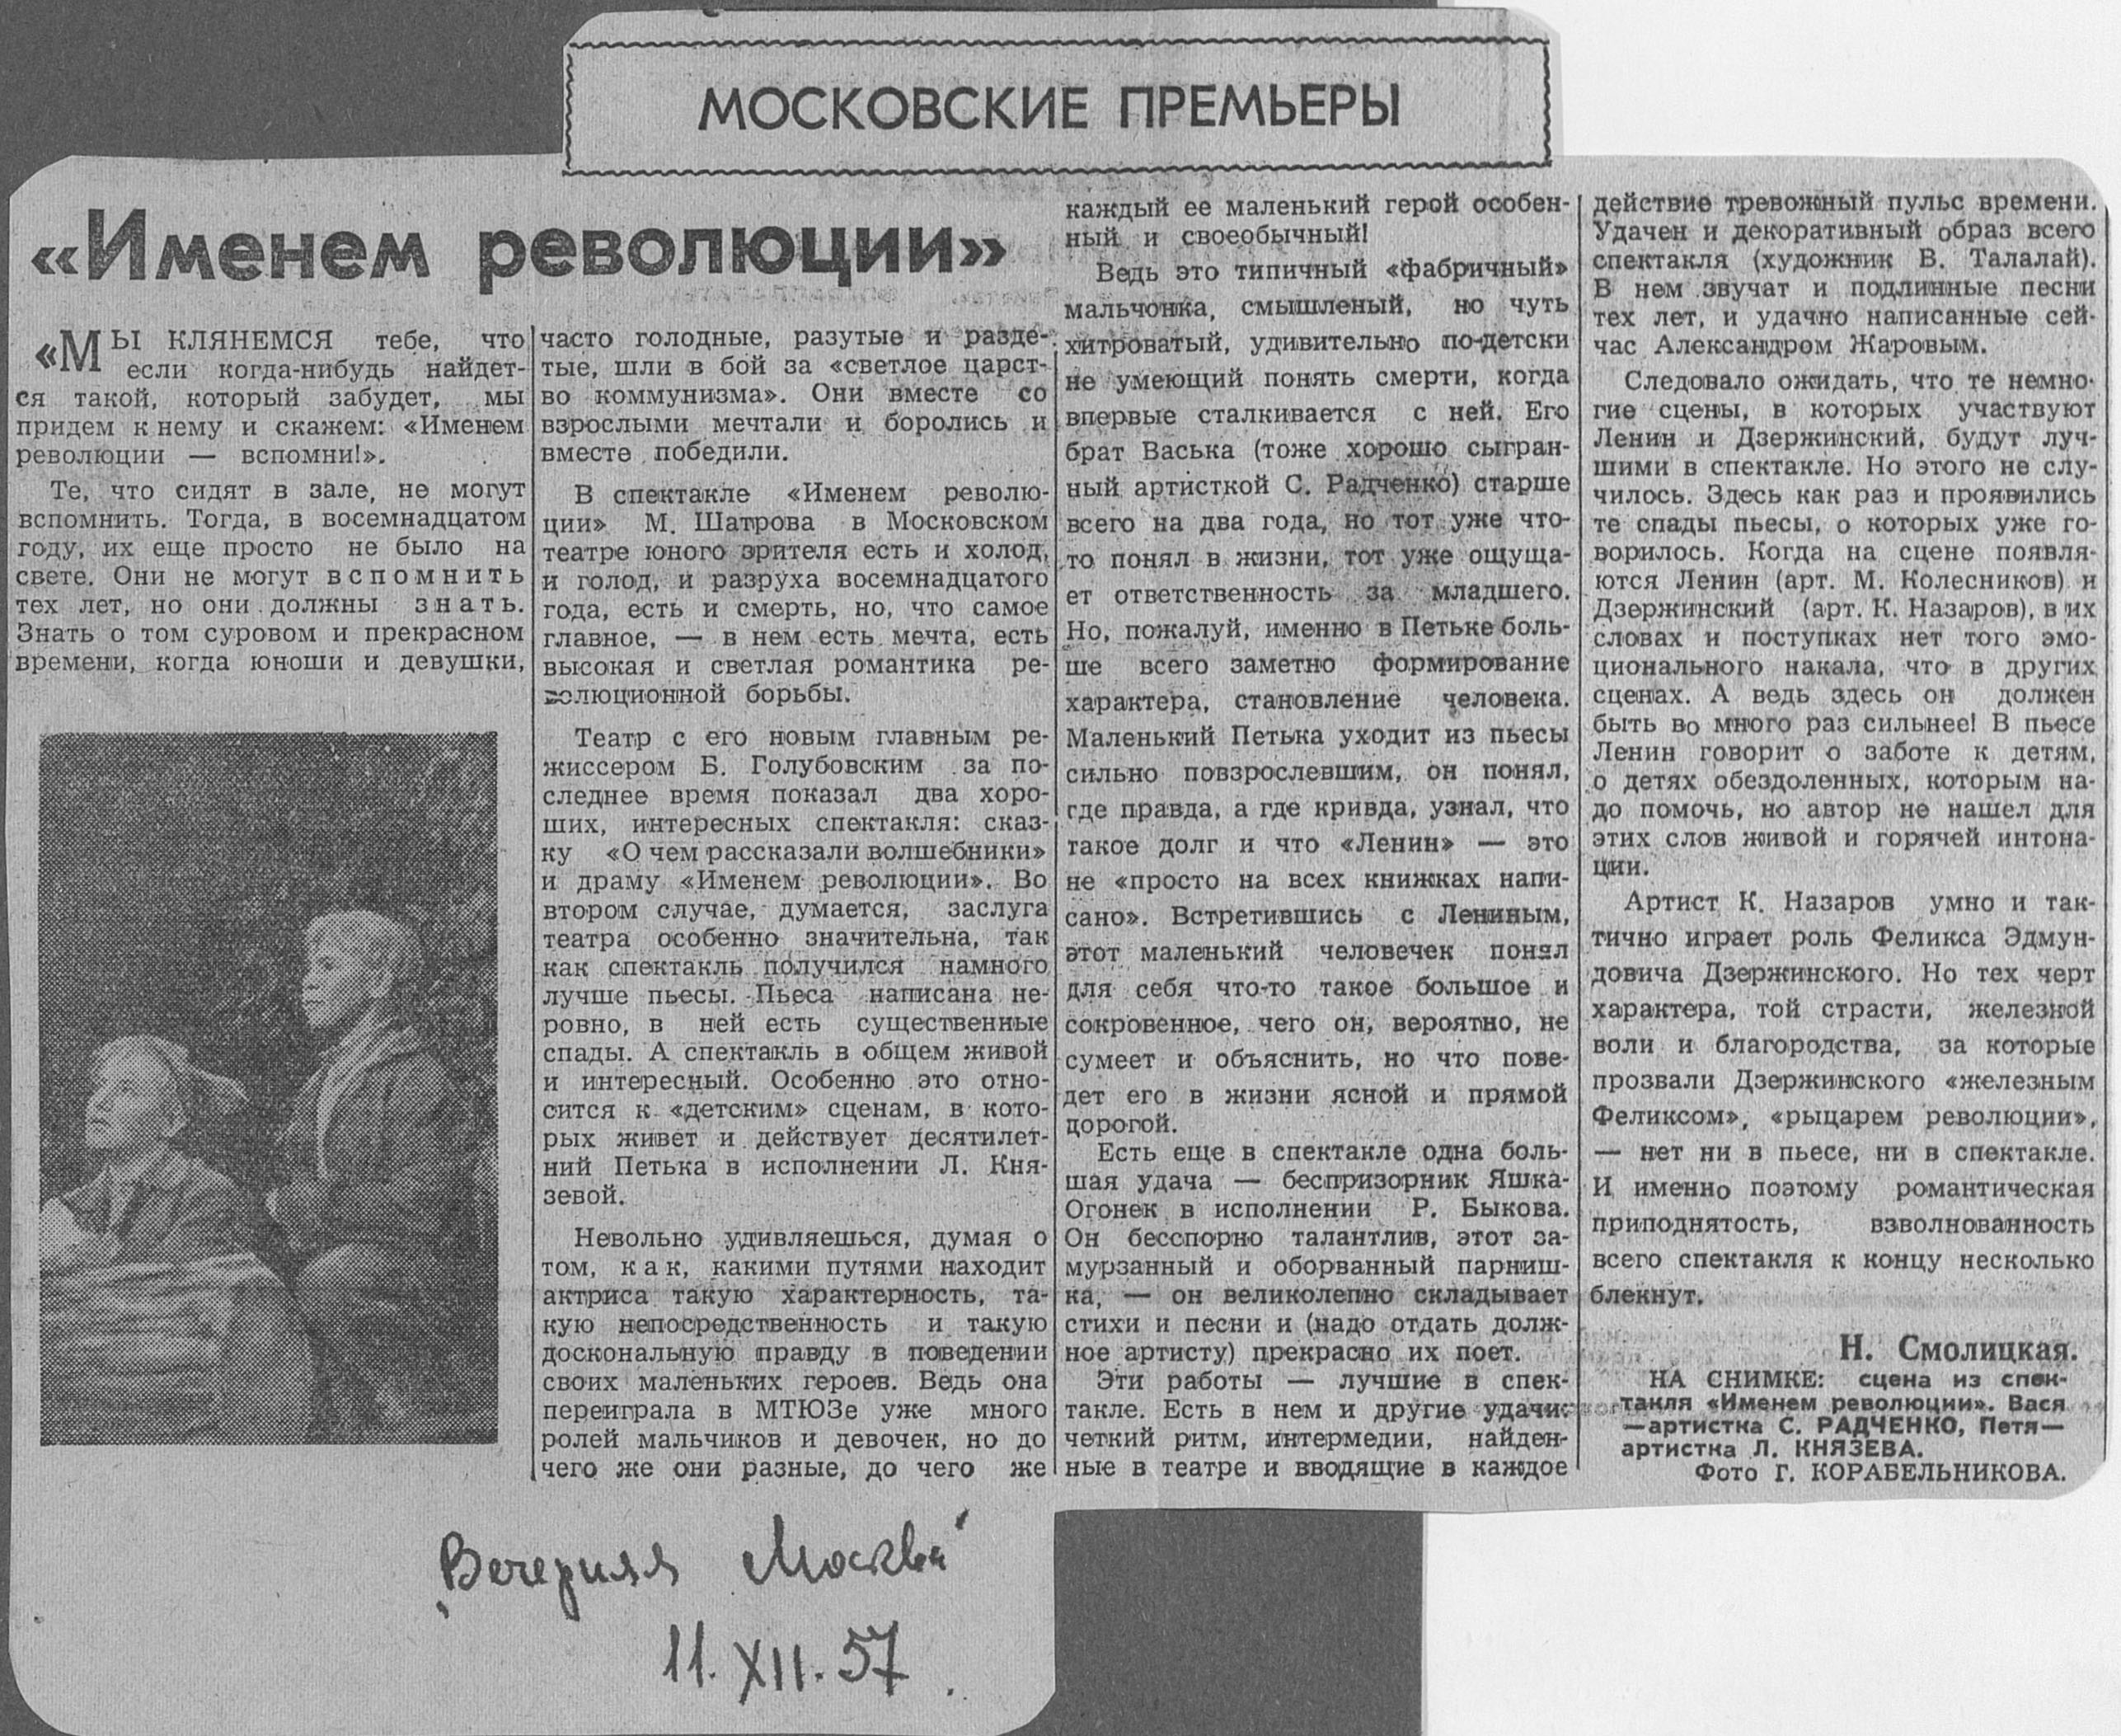 МОСКОВСКИЕ ПРЕМЬЕРЫ
«Именем революции»
«МЫ КЛЯНЕМСЯ тебе, что
если когда-нибудь найдет-
ся такой, который забудет, мы
придем к нему и скажем: «Именем
революции — вспомни!».
Те, что сидят в зале, не могут
вспомнить. Тогда, в восемнадцатом
году, их еще просто не было на
свете. Они не могут вспомнить
тех лет, но они должны знать.
Знать о том суровом и прекрасном
времени, когда юноши и девушки,
часто голодные, разутые и разде-
тые, шли в бой за «светлое царст-
во коммунизма». Они вместе со
взрослыми мечтали и боролись и
вместе победили.
В спектакле «Именем револю-
ции» М. Шатрова в Московском
театре юного зрителя есть и холод,
и голод, и разруха восемнадцатого
года, есть и смерть, но, что самое
главное, — в нем есть мечта, есть
высокая и светлая романтика ре-
волюционной борьбы.
Театр с его новым главным ре-
жиссером Б. Голубовским за по-
следнее время показал два хоро-
ших, интересных спектакля: сказ-
ку «О чем рассказали волшебники»
и драму «Именем революции». Во
втором случае, думается, заслуга
театра особенно значительна, так
как спектакль получился намного
лучше пьесы. Пьеса написана не-
ровно, в ней есть существенные
спады. А спектакль в общем живой
и интересный. Особенно это отно-
сится к «детским» сценам, в кото-
рых живет и действует десятилет-
ний Петька в исполнении Л. Кня-
зевой.
Невольно удивляешься, думая о
том, как, какими путями находит
актриса такую характерность, та-
кую непосредственность и такую
доскональную правду в поведении
своих маленьких героев. Ведь она
переиграла в МТЮЗе уже много
ролей мальчиков и девочек, но до
чего же они разные, до чего же
каждый ее маленький герой особен-
ный и своеобычный!
Ведь это типичный «фабричный»
мальчонка, смышленый, но чуть
хитроватый, удивительно по-детски
не умеющий понять смерти, когда
впервые сталкивается с ней. Его
брат Васька (тоже хорошо сыгран-
ный артисткой С. Радченко) старше
всего на два года, но тот уже что-
то понял в жизни, тот уже ощуща-
ет ответственность за младшего.
Но, пожалуй, именно в Петьке боль-
ше всего заметно формирование
характера, становление человека.
Маленький Петька уходит из пьесы
сильно повзрослевшим, он понял,
где правда, а где кривда, узнал, что
такое долг и что «Ленин» — это
не «просто на всех книжках напи-
сано». Встретившись с Лениным,
этот маленький человечек понял
для себя что-то такое большое и
сокровенное, чего он, вероятно, не
сумеет и объяснить, но что пове-
дет его в жизни ясной и прямой
дорогой.
Есть еще в спектакле одна боль-
шая удача — беспризорник Яшка-
Огонек в исполнении Р. Быкова.
Он бесспорно талантлив, этот за-
мурзанный и оборванный парниш-
ка, — он великолепно складывает
стихи и песни и (надо отдать долж-
ное артисту) прекрасно их поет.
Эти работы — лучшие в спек-
такле. Есть в нем и другие удачи:
четкий ритм, интермедии, найден-
ные в театре и вводящие в каждое
действие тревожный пульс времени.
Удачен и декоративный образ всего
спектакля (художник В. Талалай).
В нем звучат и подлинные песни
тех лет, и удачно написанные сей-
час Александром Жаровым.
Следовало ожидать, что те немно-
гие сцены, в которых участвуют
Ленин и Дзержинский, будут луч-
шими в спектакле. Но этого не слу-
чилось. Здесь как раз и проявились
те спады пьесы, о которых уже го-
ворилось. Когда на сцене появля-
ются Ленин (арт. М. Колесников) и
Дзержинский (арт. К. Назаров), в их
словах и поступках нет того эмо-
ционального накала, что в других
сценах. А ведь здесь он должен
быть во много раз сильнее! В пьесе
Ленин говорит о заботе к детям,
о детях обездоленных, которым на-
до помочь, но автор не нашел для
этих слов живой и горячей интона-
ции.
Артист К. Назаров умно и так-
тично играет роль Феликса Эдмун-
довича Дзержинского. Но тех черт
характера, той страсти, железной
воли и благородства, за которые
прозвали Дзержинского «железным
Феликсом», «рыцарем революции»,
— нет ни в пьесе, ни в спектакле.
И именно поэтому романтическая
приподнятость, взволнованность
всего спектакля к концу несколько
блекнут.
Н. Смолицкая.
НА СНИМКЕ: сцена из спек-
такля «Именем революции». Вася
—артистка С. РАДЧЕНКО, Петя—
артистка Л. КНЯЗЕВА.
Фото Г. КОРАБЕЛЬНИКОВА.
„Вечерняя Москва"
11. XII. 57